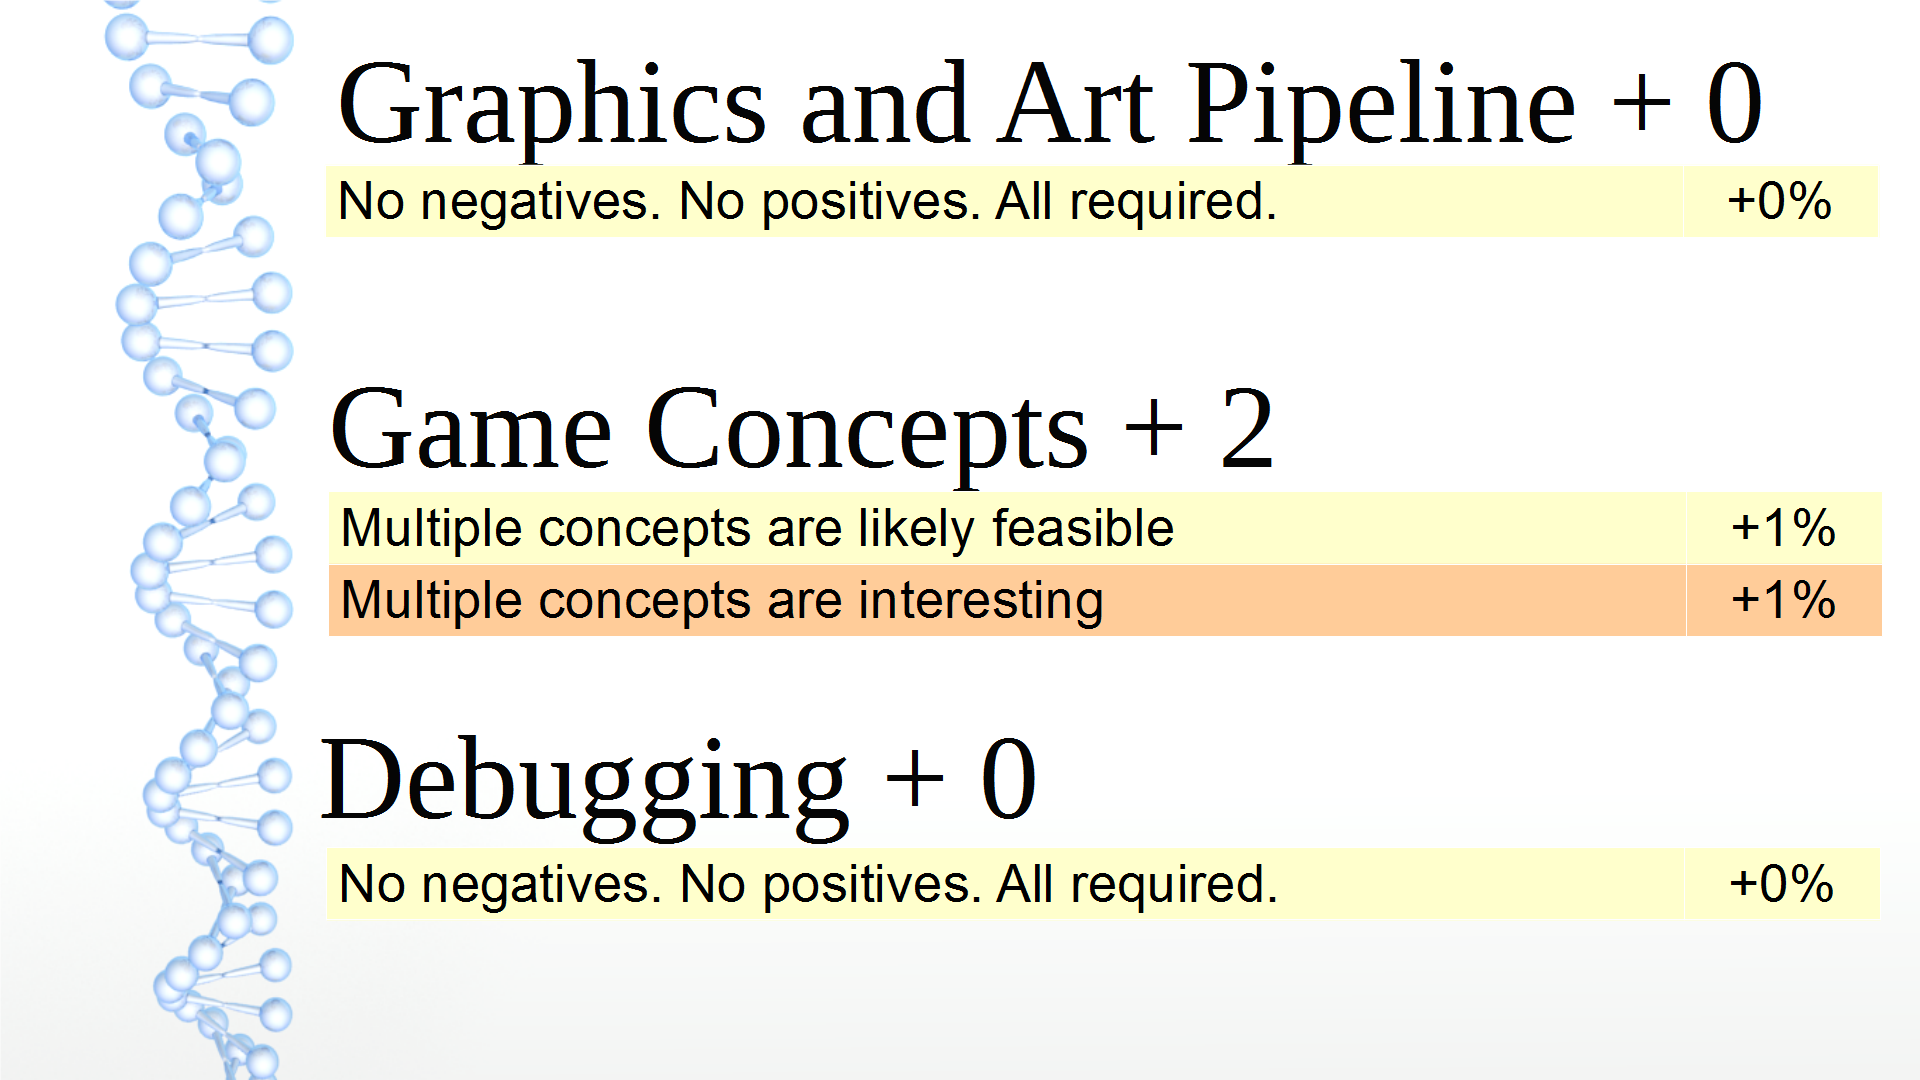 Graphics and Art Pipeline + 0
No negatives. No positives. All required. +0%
Game Concepts + 2
Multiple concepts are likely feasible +1%
Multiple concepts are interesting +1%
Debugging + 0
No negatives. No positives. All required. +0%